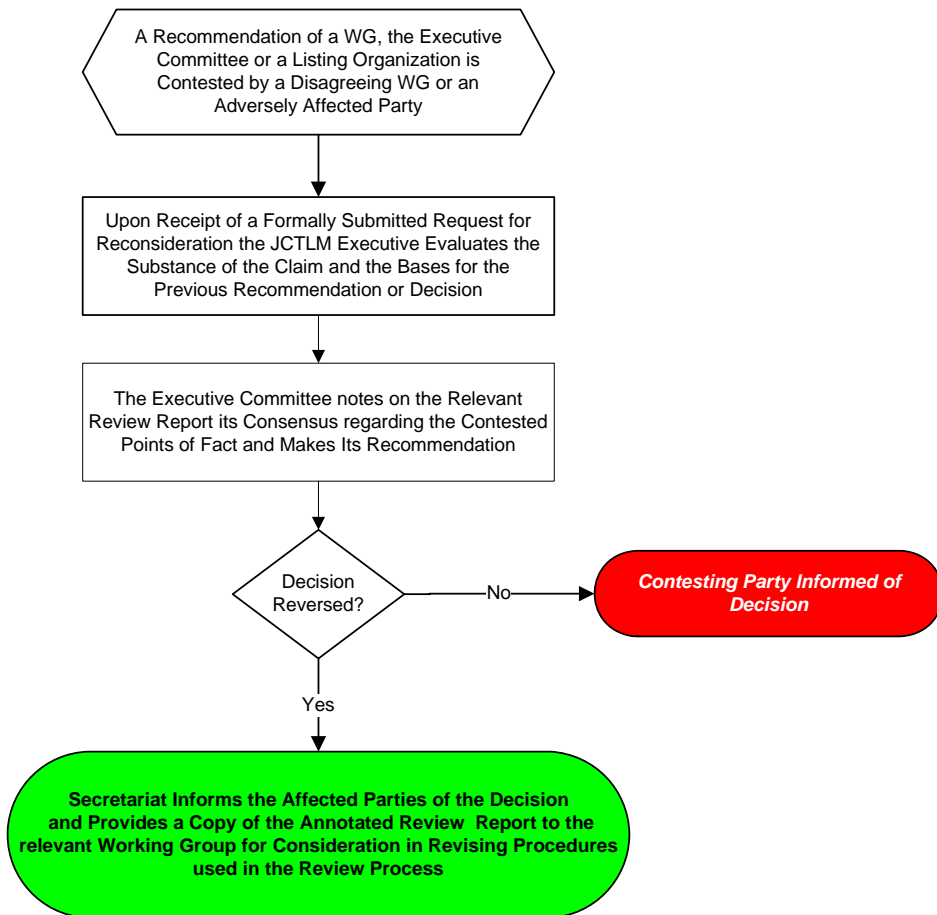 A Recommendation of a WG, the Executive
Committee or a Listing Organization is
Contested by a Disagreeing WG or an
Adversely Affected Party
Upon Receipt of a Formally Submitted Request for
Reconsideration the JCTLM Executive Evaluates the
Substance of the Claim and the Bases for the
Previous Recommendation or Decision
The Executive Committee notes on the Relevant
Review Report its Consensus regarding the Contested
Points of Fact and Makes Its Recommendation
Decision
Reversed?
No
Contesting Party Informed of
Decision
Yes
Secretariat Informs the Affected Parties of the Decision
and Provides a Copy of the Annotated Review Report to the
relevant Working Group for Consideration in Revising Procedures
used in the Review Process